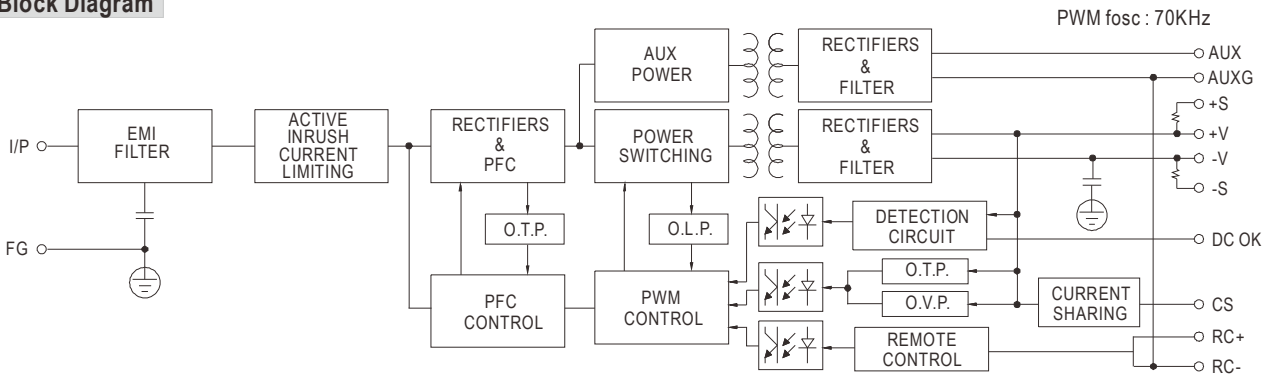 Block Diagram
PWM fosc : 70KHz
I/P
FG
EMI
FILTER
ACTIVE
INRUSH
CURRENT
LIMITING
RECTIFIERS
&
PFC
O.T.P.
PFC
CONTROL
AUX
POWER
POWER
SWITCHING
O.L.P.
PWM
CONTROL
RECTIFIERS
&
FILTER
RECTIFIERS
&
FILTER
DETECTION
CIRCUIT
O.T.P.
O.V.P.
REMOTE
CONTROL
CURRENT
SHARING
AUX
AUXG
+S
+V
-V
-S
DC OK
CS
RC+
RC-